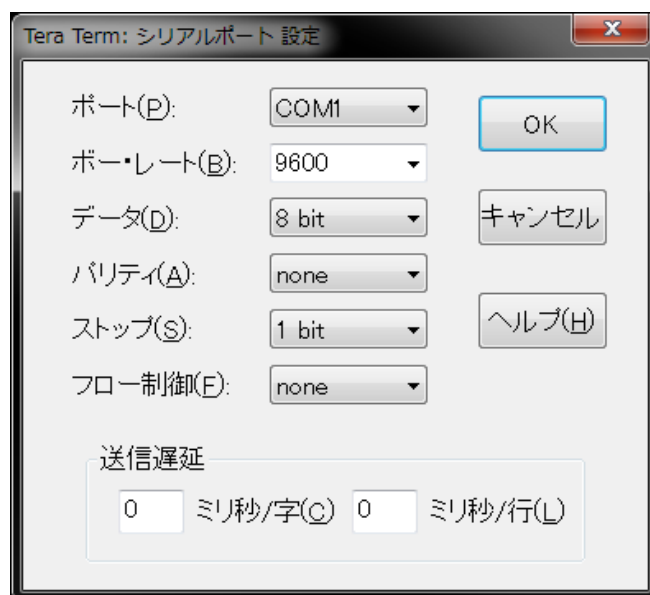 Tera Term: シリアルポート 設定
ポート(P): COM1
OK
ボー・レート(B): 9600
データ(D): 8 bit
キャンセル
パリティ(A): none
ストップ(S): 1 bit
ヘルプ(H)
フロー制御(F): none
送信遅延
0 ミリ秒/字(C) 0 ミリ秒/行(L)